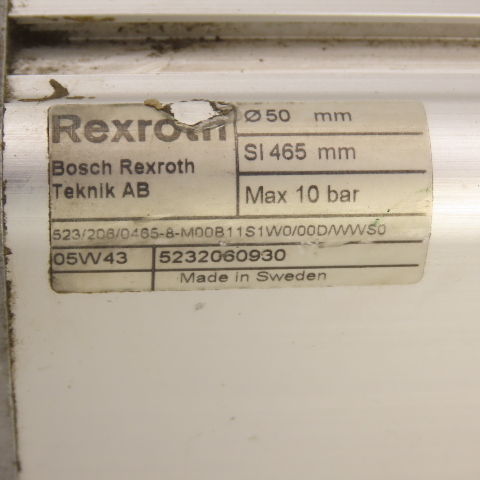 Rexroth
Bosch Rexroth
Teknik AB
Ø50 mm
SI 465 mm
Max 10 bar
523/206/0465-8-M00B11S1W0/00D/WWS0
05W43 5232060930
Made in Sweden